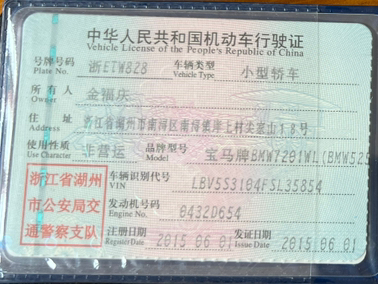 中华人民共和国机动车行驶证
Vehicle License of the People's Republic of China
号牌号码 浙ETW828 车辆类型 小型轿车
Plate No. Vehicle Type
所有人 金福庆
Owner
住址 浙江省湖州市南浔区南浔镇洋上村关家山18号
Address
使用性质 非营运 品牌型号 宝马牌BMW7201WL(BMW529
Use Character Model
浙江省湖州
市公安局交
通警察支队
车辆识别代号 LBV5S3104FSL35854
VIN
发动机号码 0432D654
Engine No.
注册日期 2015 06 01 发证日期 2015 06 01
Register Date Issue Date